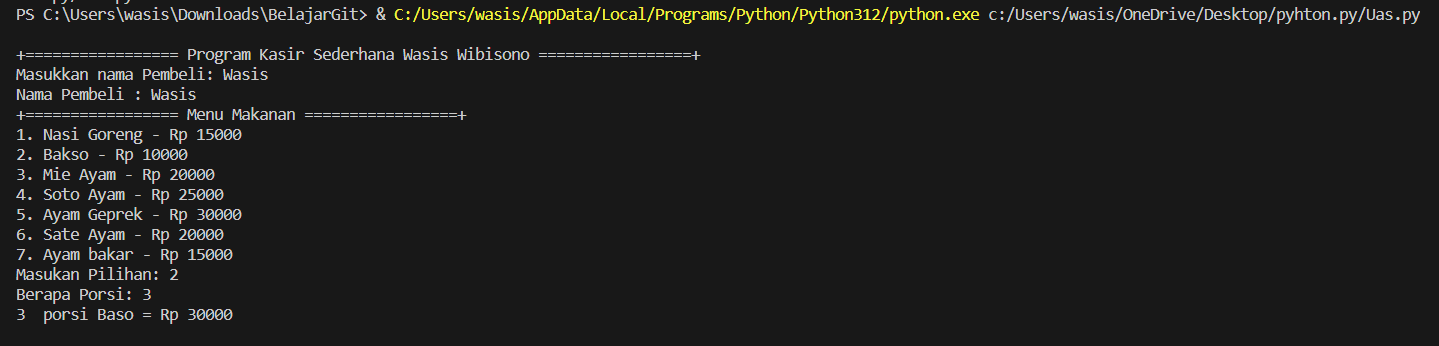 PS C:\Users\wasis\Downloads\BelajarGit> & C:/Users/wasis/AppData/Local/Programs/Python/Python312/python.exe c:/Users/wasis/OneDrive/Desktop/pyhton.py/Uas.py
+================= Program Kasir Sederhana Wasis Wibisono =================+
Masukkan nama Pembeli: Wasis
Nama Pembeli : Wasis
+================= Menu Makanan =================+
1. Nasi Goreng - Rp 15000
2. Bakso - Rp 10000
3. Mie Ayam - Rp 20000
4. Soto Ayam - Rp 25000
5. Ayam Geprek - Rp 30000
6. Sate Ayam - Rp 20000
7. Ayam bakar - Rp 15000
Masukan Pilihan: 2
Berapa Porsi: 3
3  porsi Baso = Rp 30000